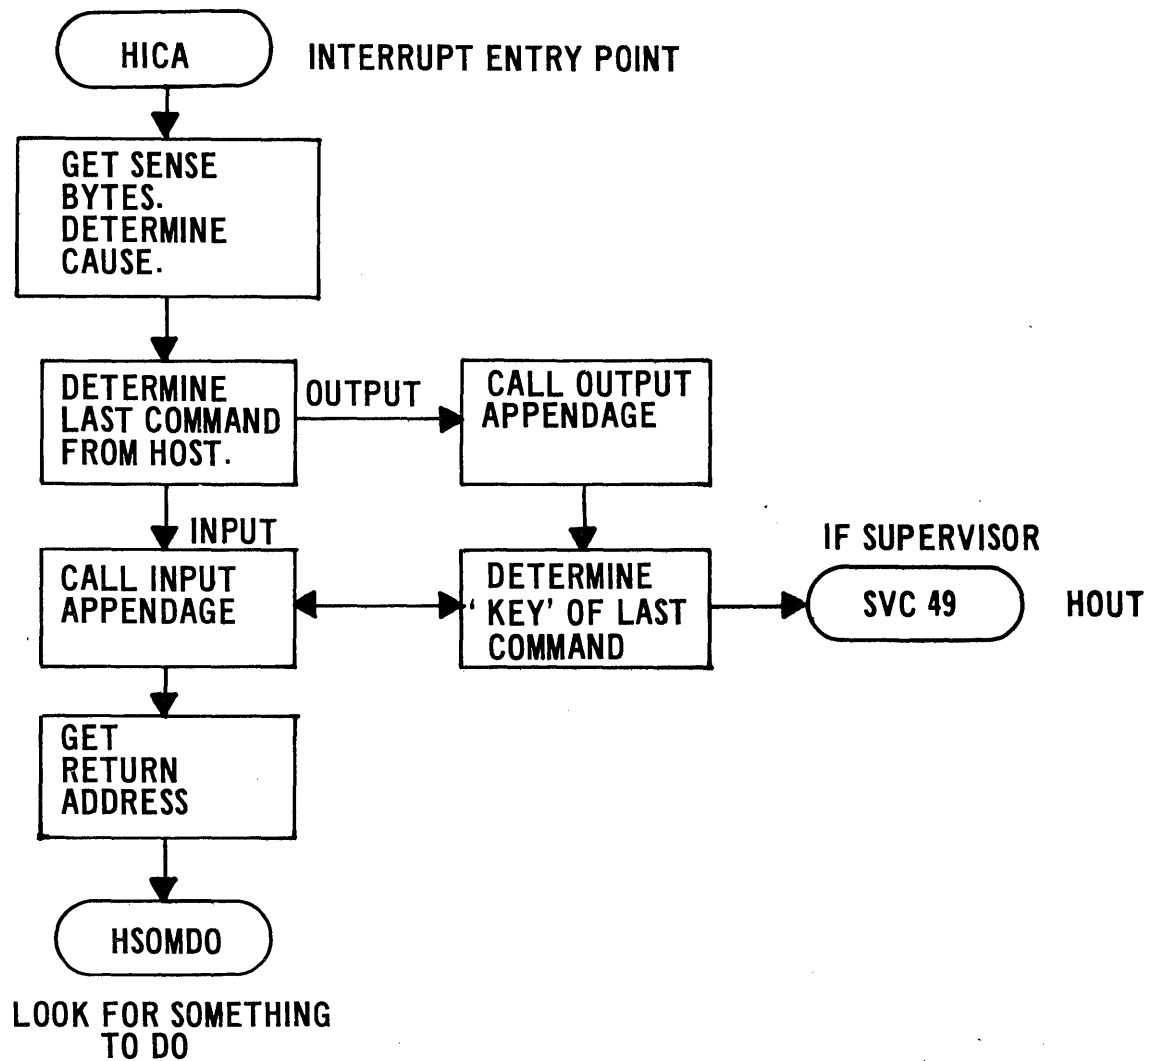 HICA
INTERRUPT ENTRY POINT
GET SENSE
BYTES.
DETERMINE
CAUSE.
DETERMINE
LAST COMMAND
FROM HOST.
OUTPUT
CALL OUTPUT
APPENDAGE
INPUT
CALL INPUT
APPENDAGE
DETERMINE
'KEY' OF LAST
COMMAND
IF SUPERVISOR
SVC 49
HOUT
GET
RETURN
ADDRESS
HSOMDO
LOOK FOR SOMETHING
TO DO